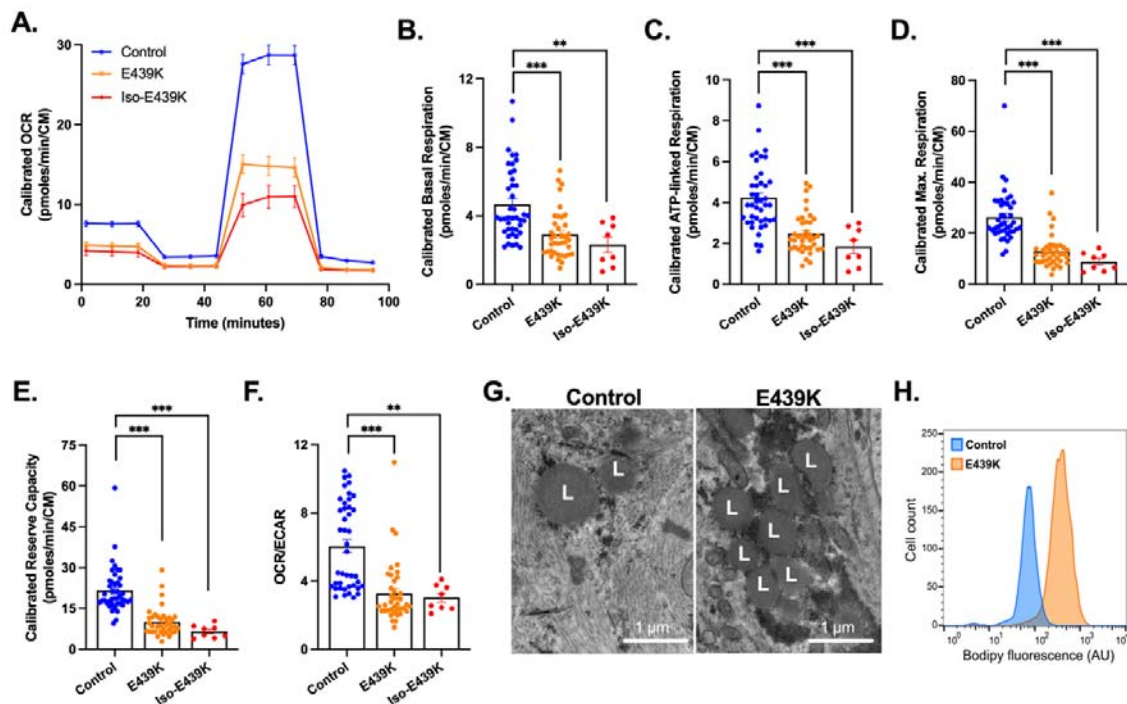 A.
Calibrated OCR
(pmoles/min/CM)
30
20
10
0
0 20 40 60 80 100
Time (minutes)
Control
E439K
Iso-E439K
B.
Calibrated Basal Respiration
(pmoles/min/CM)
12
8
4
0
**
***
Control
E439K
Iso-E439K
C.
Calibrated ATP-linked Respiration
(pmoles/min/CM)
10
8
6
4
2
0
***
***
Control
E439K
Iso-E439K
D.
Calibrated Max. Respiration
(pmoles/min/CM)
80
60
40
20
0
***
***
Control
E439K
Iso-E439K
E.
Calibrated Reserve Capacity
(pmoles/min/CM)
75
60
45
30
15
0
***
***
Control
E439K
Iso-E439K
F.
OCR/ECAR
12
8
4
0
**
***
Control
E439K
Iso-E439K
G.
Control
L
L
1 µm
E439K
L
L
L
L
L
L
L
1 µm
H.
Control
E439K
Cell count
250
200
150
100
50
0
10⁰ 10¹ 10² 10³ 10⁴
Bodipy fluorescence (AU)